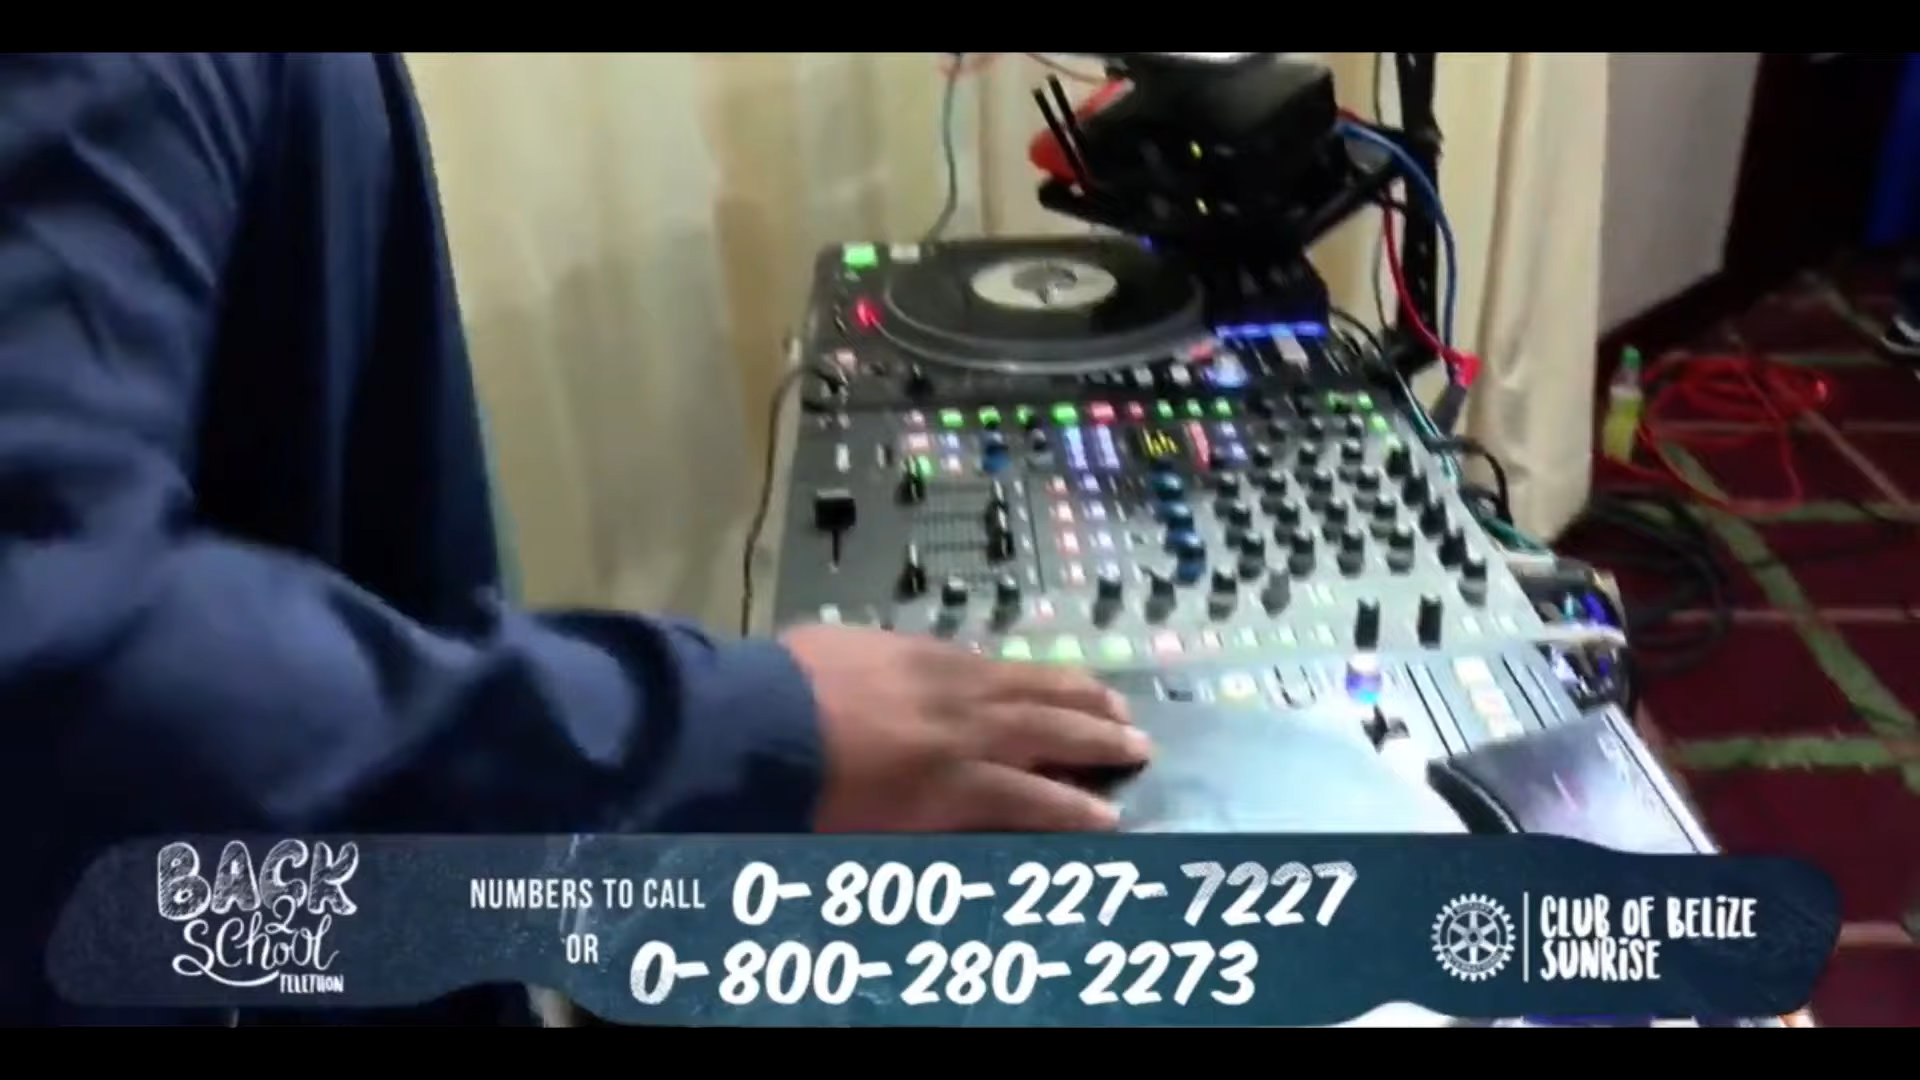 BACK
2
SCHOOL
TELETHON
NUMBERS TO CALL 0-800-227-7227
OR 0-800-280-2273
CLUB OF BELIZE
SUNRISE